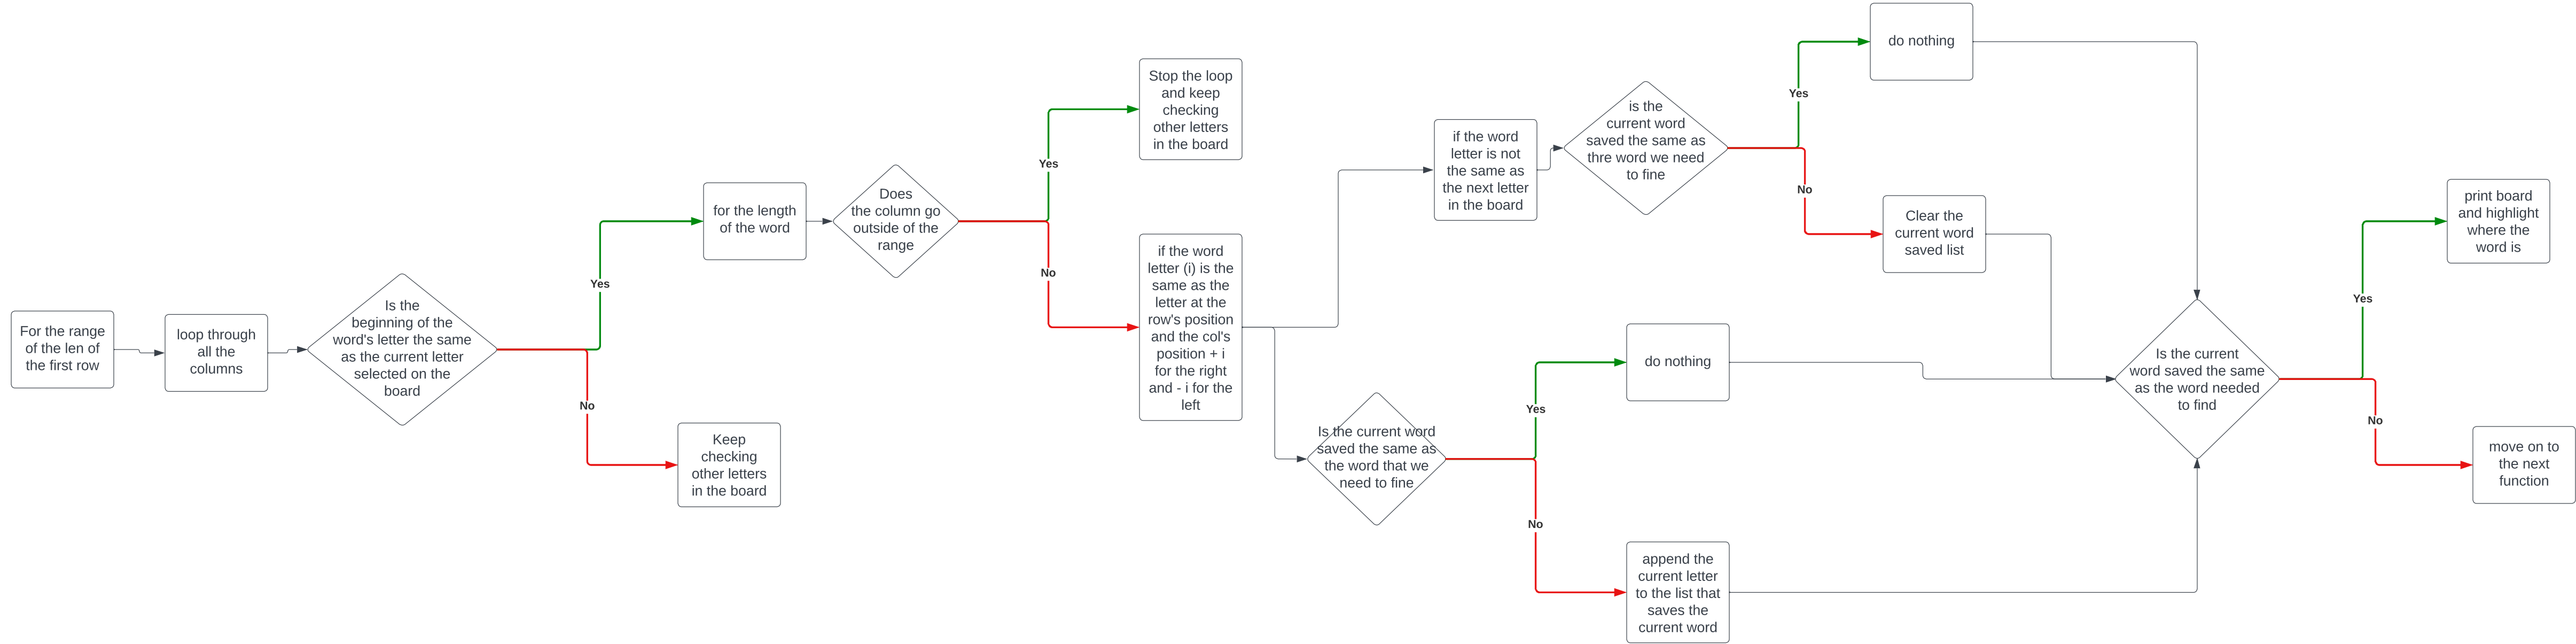 For the range
of the len of
the first row
loop through
all the
columns
Is the
beginning of the
word's letter the same
as the current letter
selected on the
board
Yes
No
for the length
of the word
Keep
checking
other letters
in the board
Does
the column go
outside of the
range
Yes
No
Stop the loop
and keep
checking
other letters
in the board
if the word
letter (i) is the
same as the
letter at the
row's position
and the col's
position + i
for the right
and - i for the
left
if the word
letter is not
the same as
the next letter
in the board
is the
current word
saved the same as
thre word we need
to fine
Yes
No
do nothing
Clear the
current word
saved list
Is the current word
saved the same as
the word that we
need to fine
Yes
No
do nothing
append the
current letter
to the list that
saves the
current word
Is the current
word saved the same
as the word needed
to find
Yes
No
print board
and highlight
where the
word is
move on to
the next
function